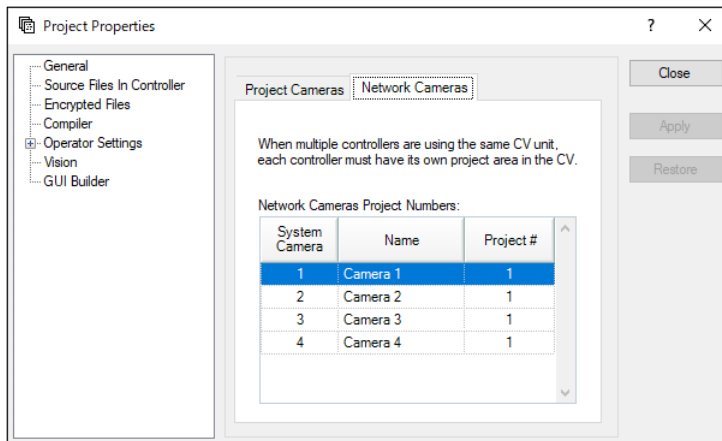 Project Properties
?
General
Source Files In Controller
Encrypted Files
Compiler
Operator Settings
Vision
GUI Builder
Project Cameras
Network Cameras
When multiple controllers are using the same CV unit,
each controller must have its own project area in the CV.
Network Cameras Project Numbers:
System
Camera
Name
Project #
1 Camera 1 1
2 Camera 2 1
3 Camera 3 1
4 Camera 4 1
Close
Apply
Restore